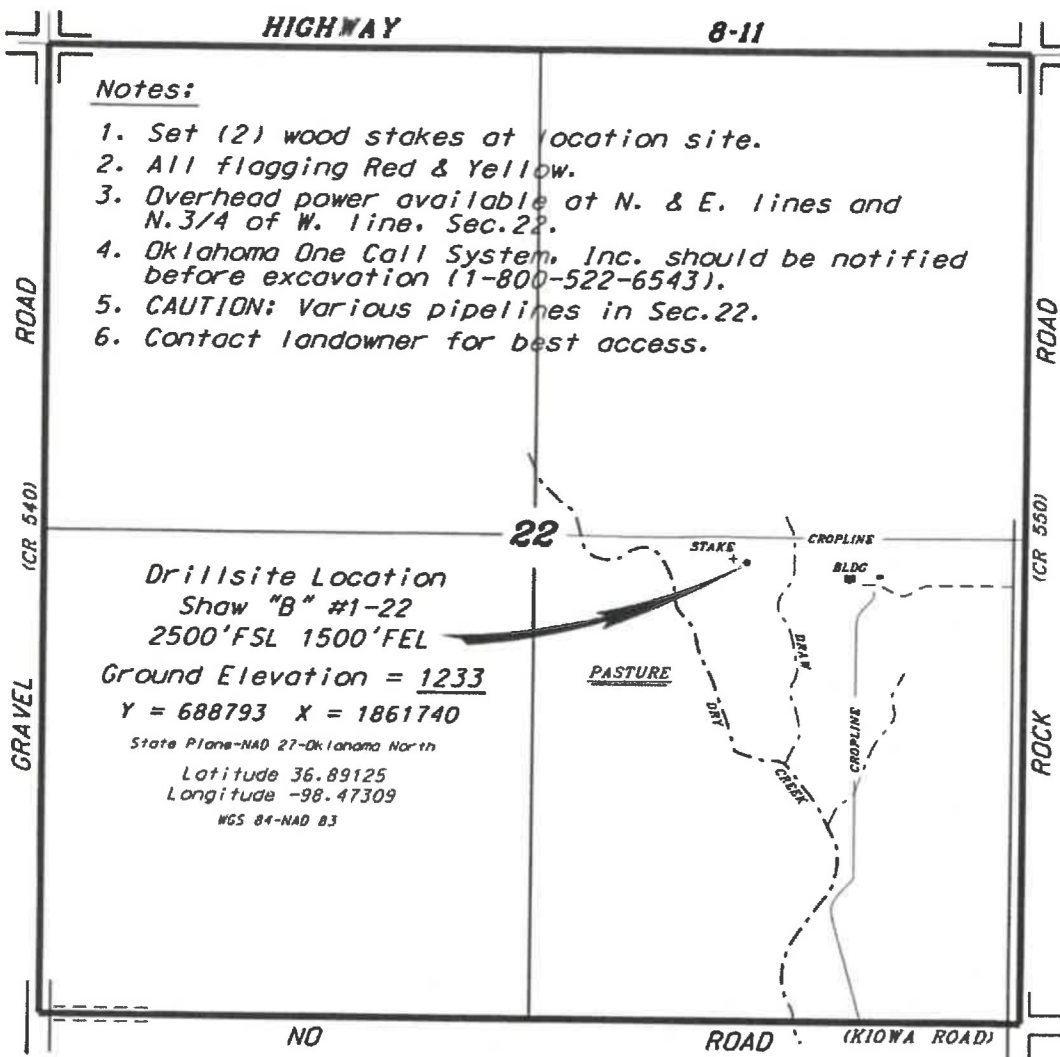 HIGHWAY 8-11
Notes:
1. Set (2) wood stakes at location site.
2. All flagging Red & Yellow.
3. Overhead power available at N. & E. lines and
N.3/4 of W. line, Sec.22.
4. Oklahoma One Call System, Inc. should be notified
before excavation (1-800-522-6543).
5. CAUTION: Various pipelines in Sec.22.
6. Contact landowner for best access.
ROAD
(CR 540)
GRAVEL
ROAD
(CR 550)
ROCK
22
STAKE
CROPLINE
BLDG
Drillsite Location
Shaw "B" #1-22
2500'FSL 1500'FEL
Ground Elevation = 1233
Y = 688793 X = 1861740
State Plane-NAD 27-Oklahoma North
Latitude 36.89125
Longitude -98.47309
WGS 84-NAD 83
PASTURE
DRAW
DRY
CREEK
CROPLINE
NO ROAD (KIOWA ROAD)